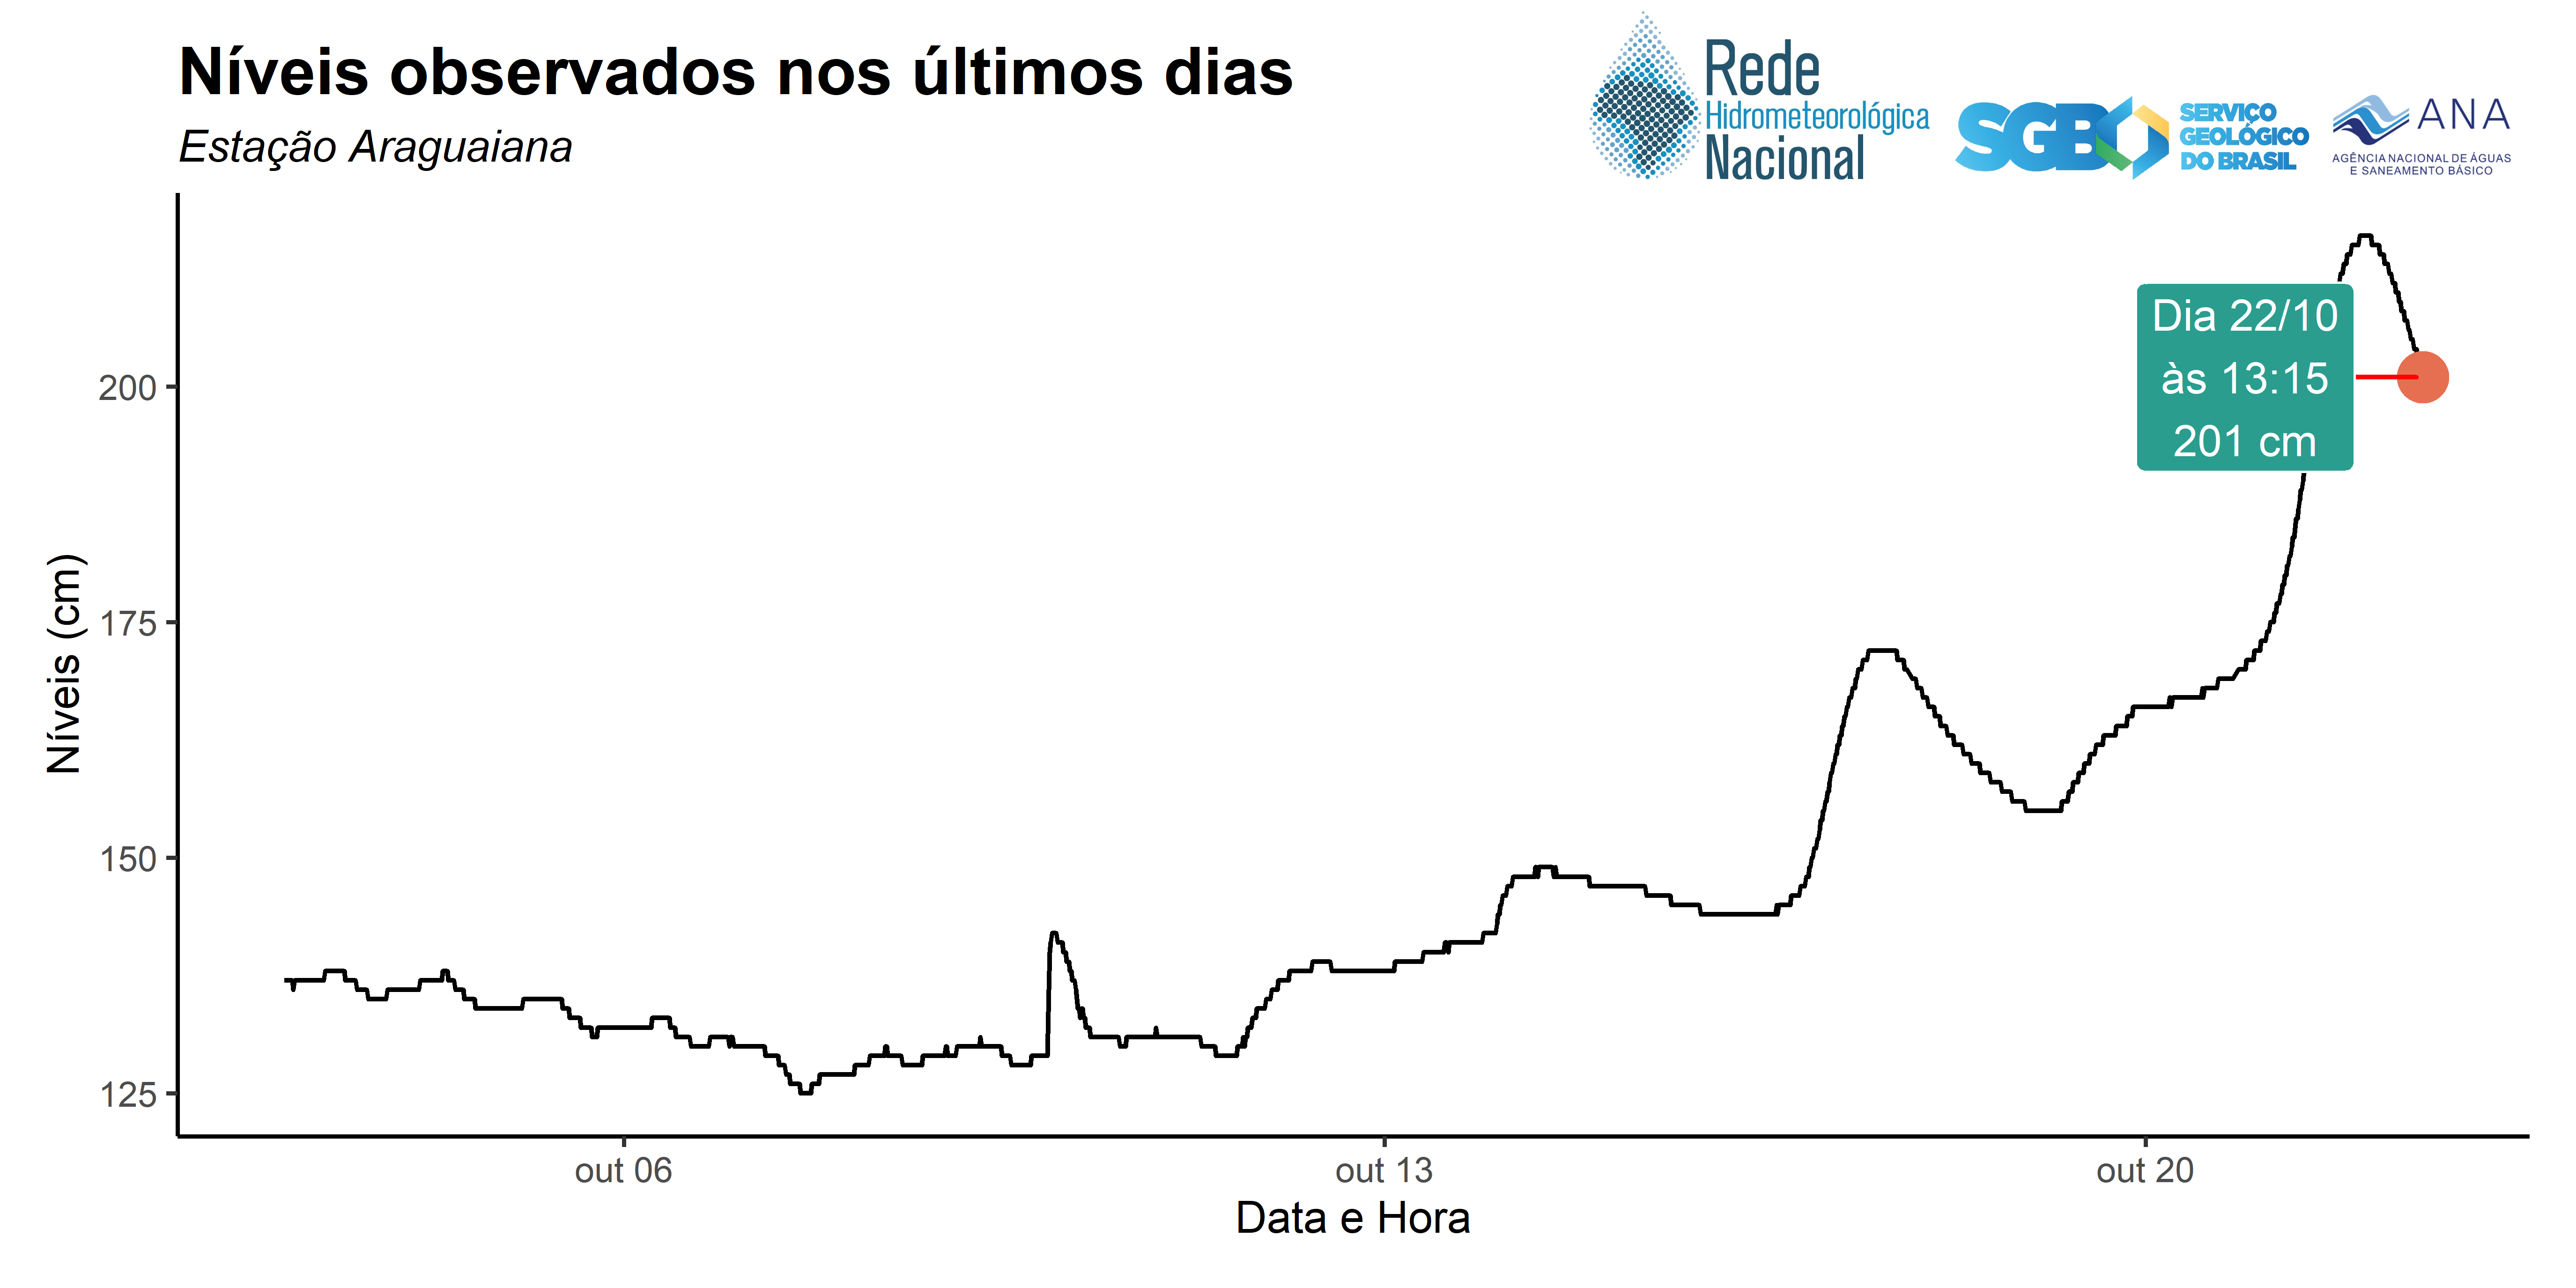 Níveis observados nos últimos dias
Estação Araguaiana
Rede
Hidrometeorológica
Nacional
SGB
SERVIÇO
GEOLÓGICO
DO BRASIL
ANA
AGÊNCIA NACIONAL DE ÁGUAS
E SANEAMENTO BÁSICO
Dia 22/10
às 13:15
201 cm
Níveis (cm)
200
175
150
125
out 06
out 13
out 20
Data e Hora